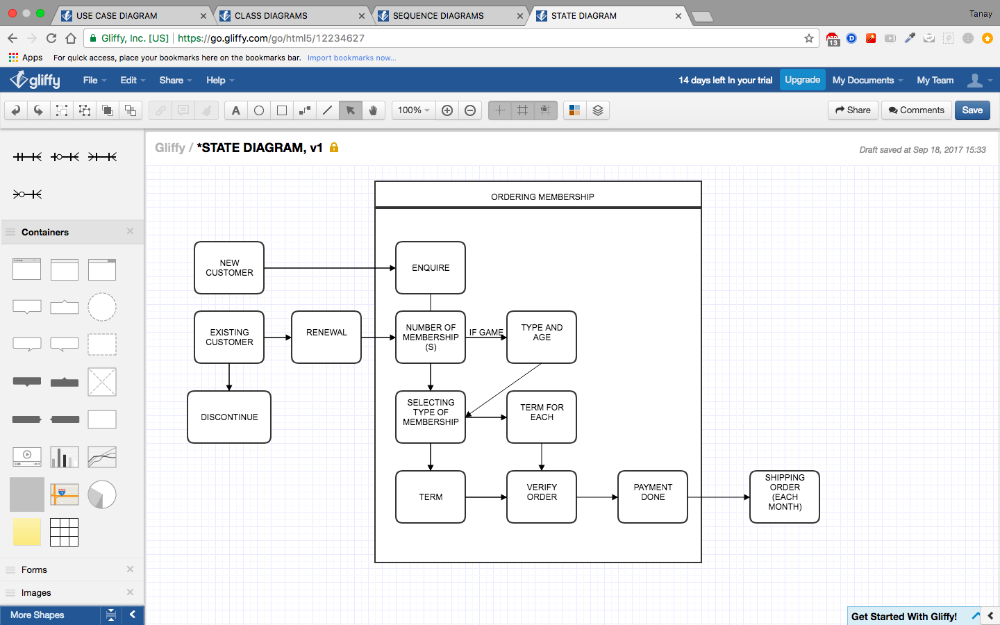 USE CASE DIAGRAM
CLASS DIAGRAMS
SEQUENCE DIAGRAMS
STATE DIAGRAM
Tanay
Gliffy, Inc. [US]
https://go.gliffy.com/go/html5/12234627
13
Apps
For quick access, place your bookmarks here on the bookmarks bar.
Import bookmarks now...
gliffy
File
Edit
Share
Help
14 days left In your trial
Upgrade
My Documents
My Team
A
100%
Share
Comments
Save
Gliffy / *STATE DIAGRAM, v1
Draft saved at Sep 18, 2017 15:33
Containers
Forms
Images
More Shapes
ORDERING MEMBERSHIP
NEW
CUSTOMER
ENQUIRE
EXISTING
CUSTOMER
RENEWAL
NUMBER OF
MEMBERSHIP
(S)
IF GAME
TYPE AND
AGE
DISCONTINUE
SELECTING
TYPE OF
MEMBERSHIP
TERM FOR
EACH
TERM
VERIFY
ORDER
PAYMENT
DONE
SHIPPING
ORDER
(EACH
MONTH)
Get Started With Gliffy!